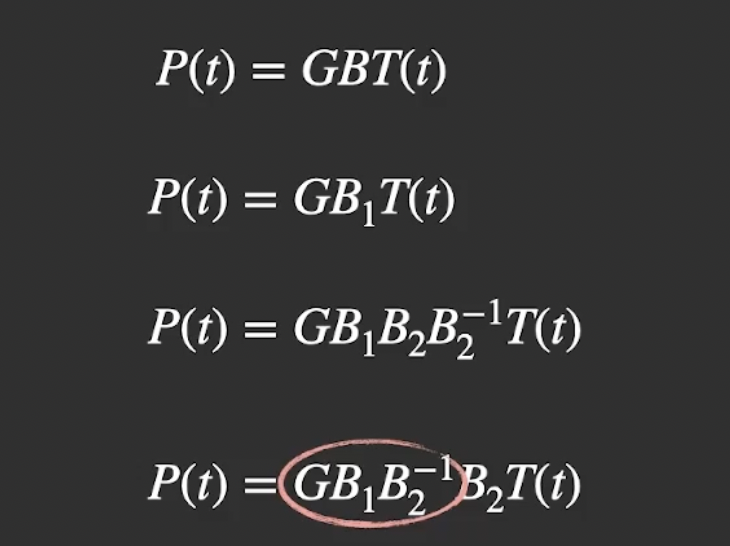 P(t) = GBT(t)
P(t) = GB₁T(t)
P(t) = GB₁B₂B₂⁻¹T(t)
P(t) = GB₁B₂⁻¹B₂T(t)